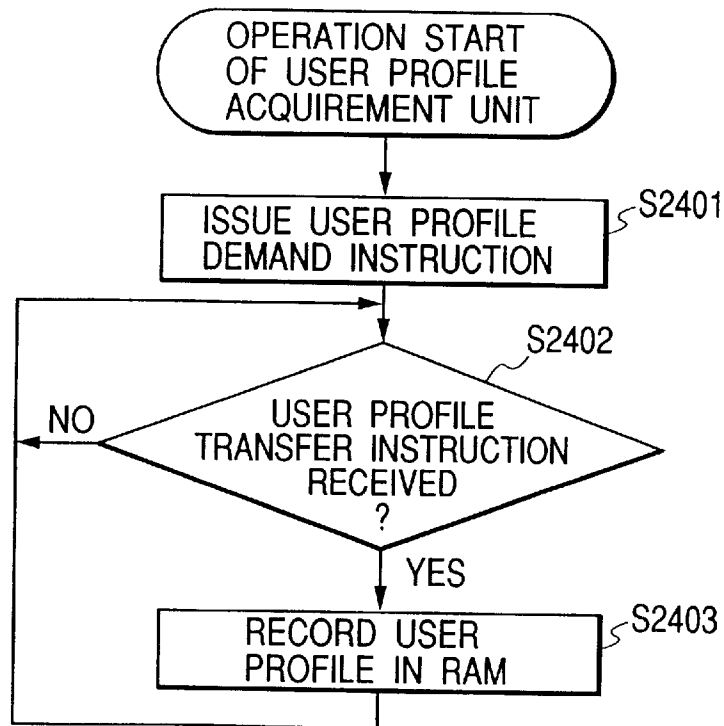 OPERATION START
OF USER PROFILE
ACQUIREMENT UNIT
ISSUE USER PROFILE
DEMAND INSTRUCTION
S2401
S2402
NO
USER PROFILE
TRANSFER INSTRUCTION
RECEIVED
?
YES
RECORD USER
PROFILE IN RAM
S2403